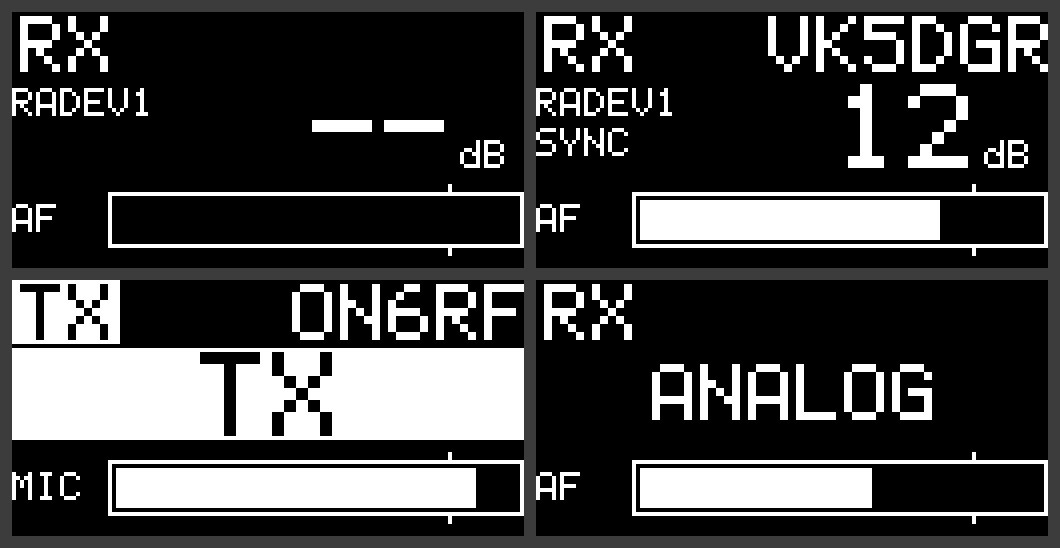 RX
RADEV1
-- dB
AF
RX VK5DGR
RADEV1
SYNC
12 dB
AF
TX ON6RF
TX
MIC
RX
ANALOG
AF